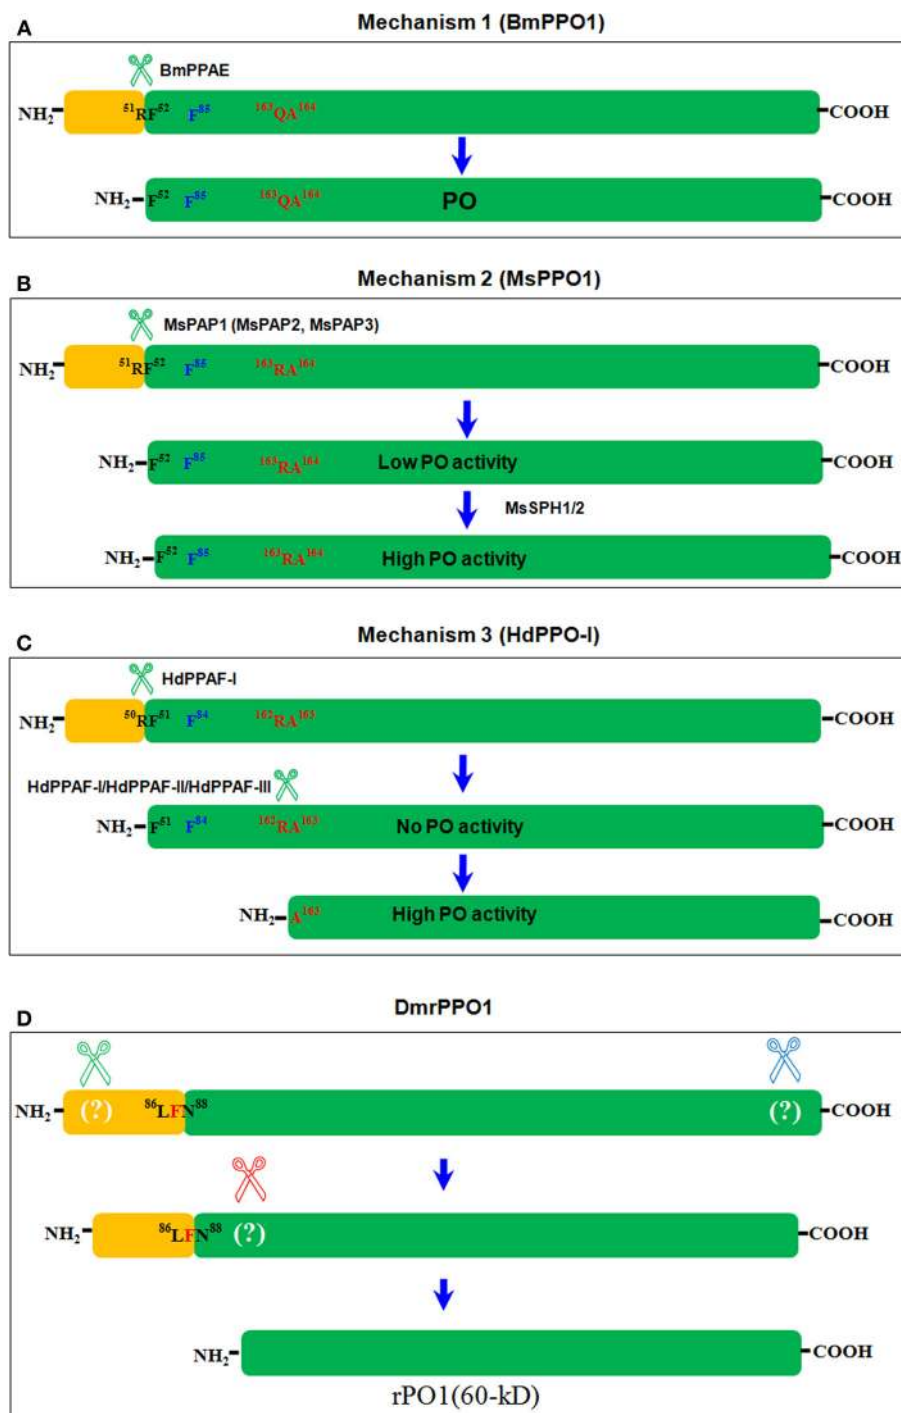 A
Mechanism 1 (BmPPO1)
BmPPAE
NH2 51RF52 F85 163QA164 COOH
NH2 F52 F85 163QA164 PO COOH
B
Mechanism 2 (MsPPO1)
MsPAP1 (MsPAP2, MsPAP3)
NH2 51RF52 F85 163RA164 COOH
NH2 F52 F85 163RA164 Low PO activity COOH
MsSPH1/2
NH2 F52 F85 163RA164 High PO activity COOH
C
Mechanism 3 (HdPPO-I)
HdPPAF-I
NH2 50RF51 F84 162RA163 COOH
HdPPAF-I/HdPPAF-II/HdPPAF-III
NH2 F51 F84 162RA163 No PO activity COOH
NH2 A163 High PO activity COOH
D
DmrPPO1
NH2 (?) 86LFN88 (?) COOH
NH2 86LFN88 (?) COOH
NH2 COOH
rPO1(60-kD)